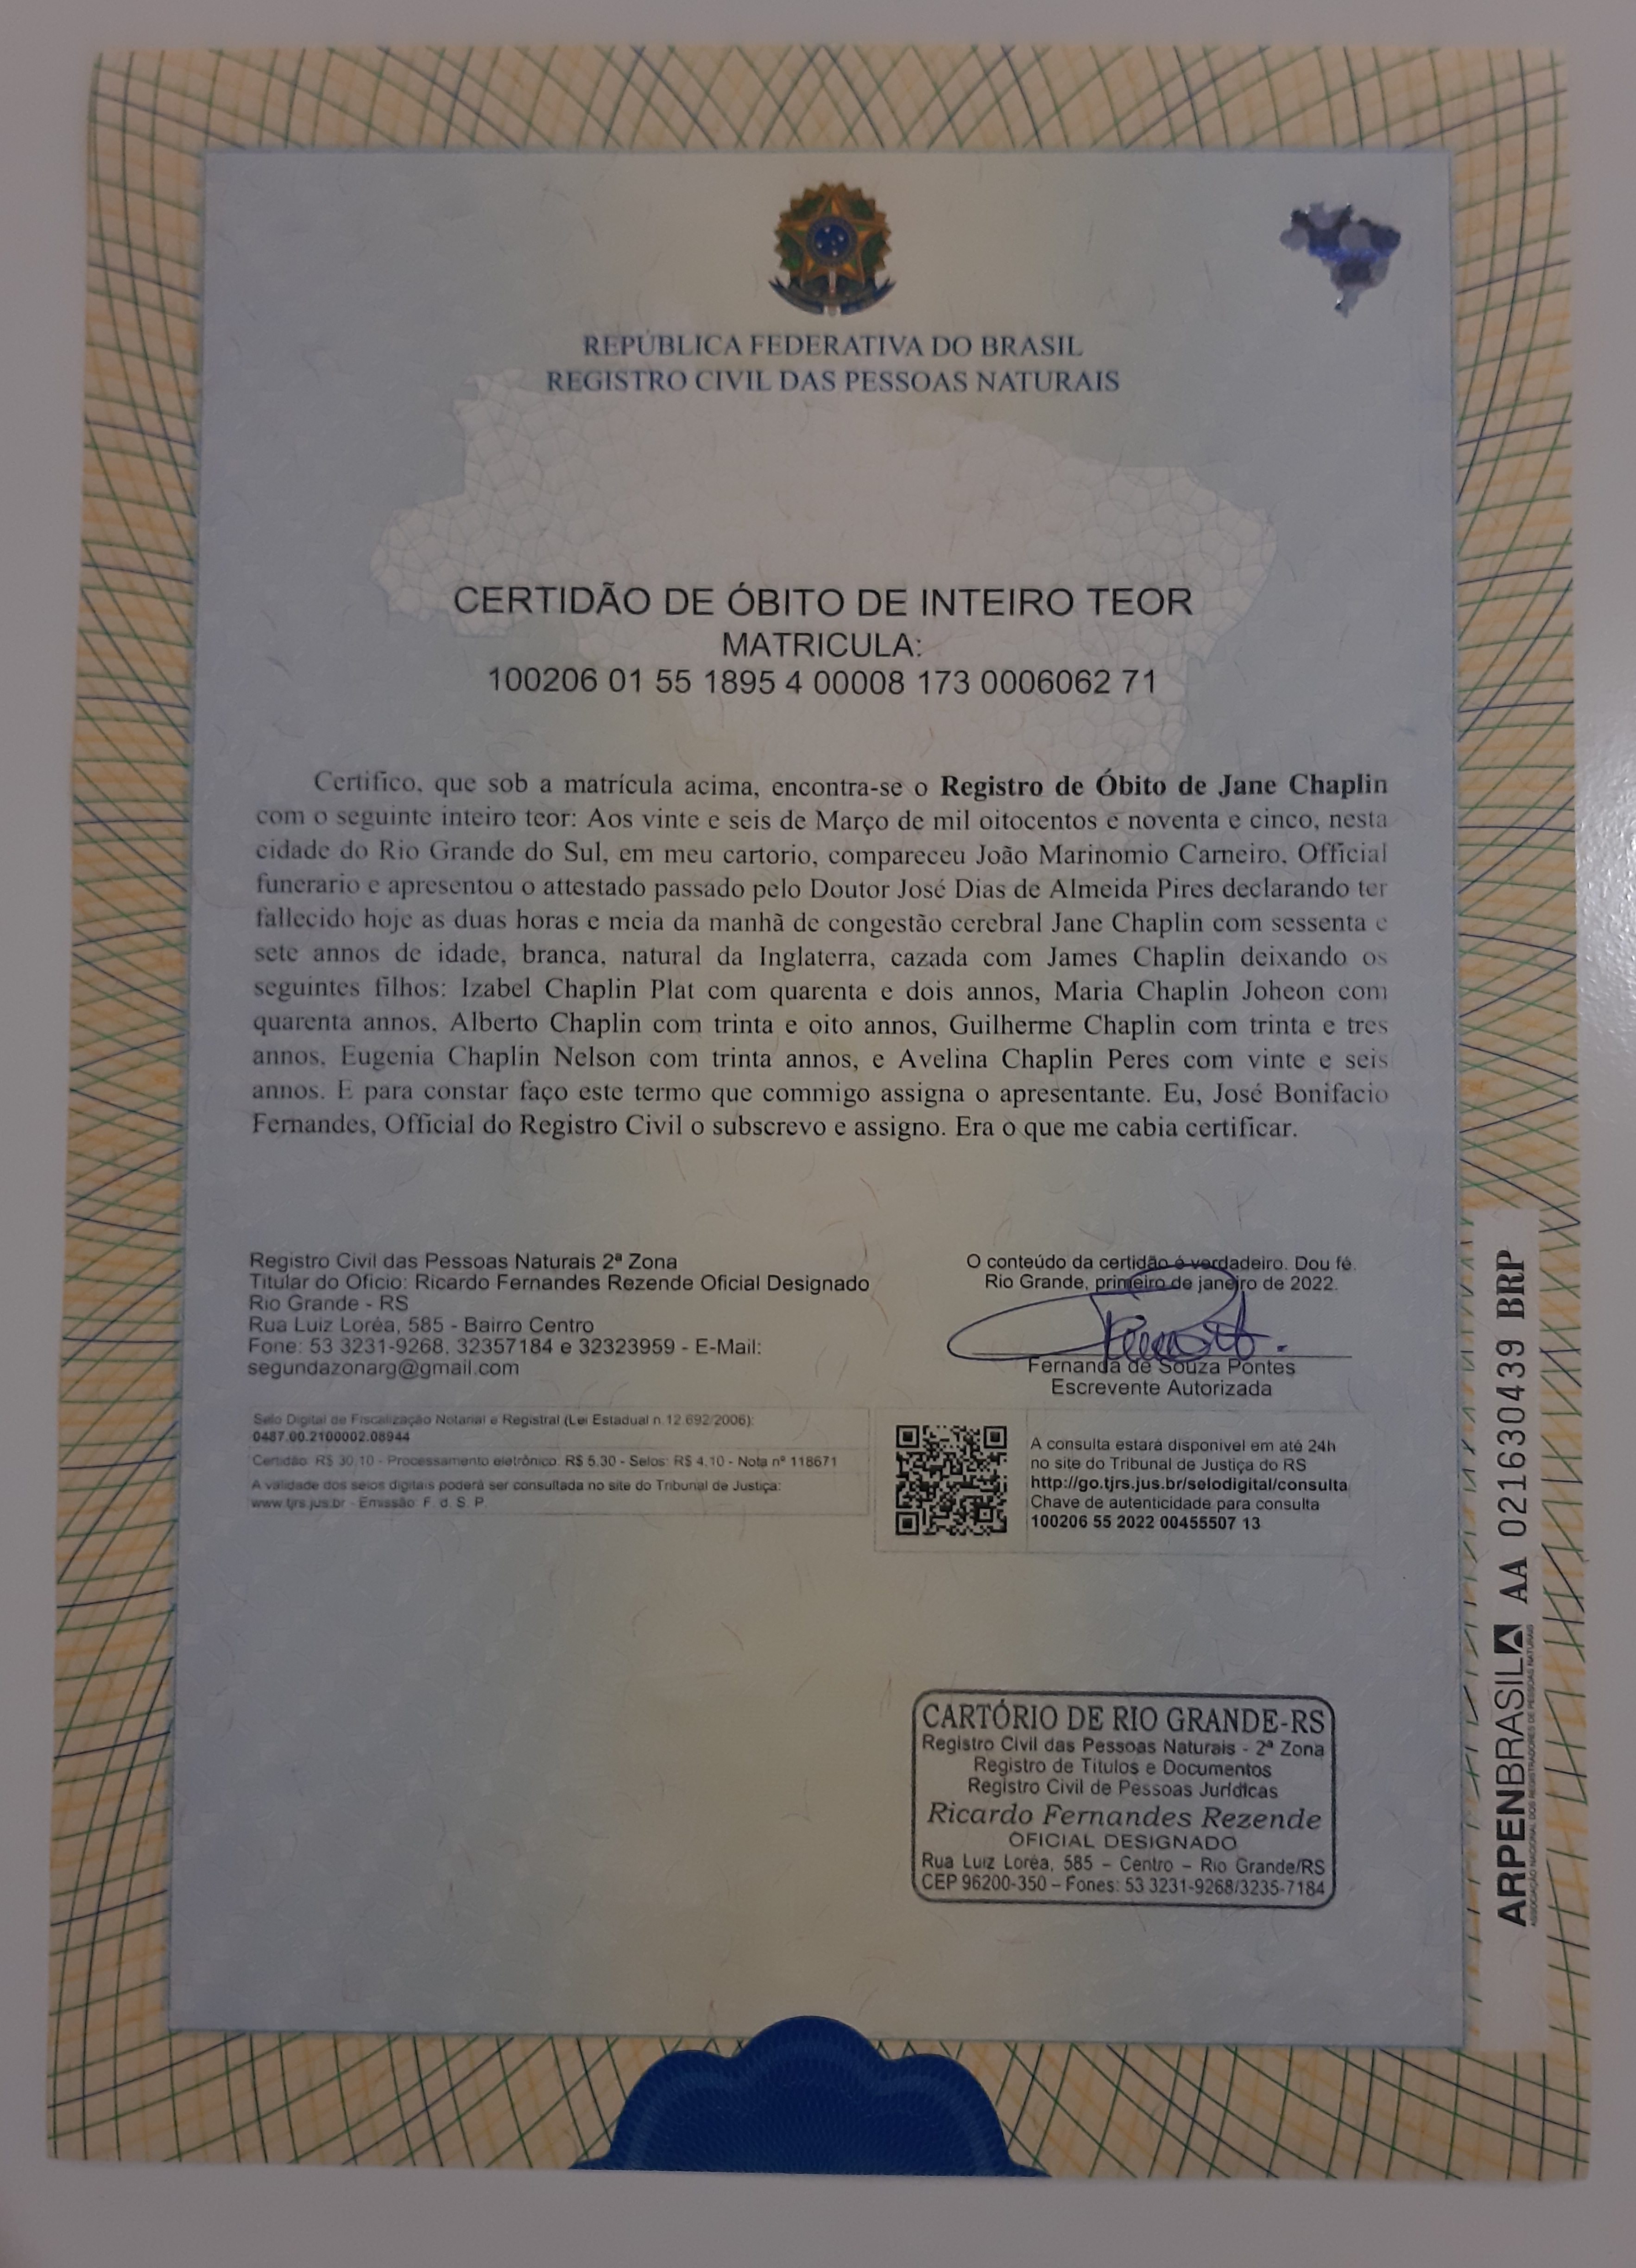 REPÚBLICA FEDERATIVA DO BRASIL
REGISTRO CIVIL DAS PESSOAS NATURAIS
CERTIDÃO DE ÓBITO DE INTEIRO TEOR
MATRICULA:
100206 01 55 1895 4 00008 173 0006062 71
Certifico, que sob a matrícula acima, encontra-se o Registro de Óbito de Jane Chaplin
com o seguinte inteiro teor: Aos vinte e seis de Março de mil oitocentos e noventa e cinco, nesta
cidade do Rio Grande do Sul, em meu cartorio, compareceu João Marinomio Carneiro, Official
funerario e apresentou o attestado passado pelo Doutor José Dias de Almeida Pires declarando ter
fallecido hoje as duas horas e meia da manhã de congestão cerebral Jane Chaplin com sessenta e
sete annos de idade, branca, natural da Inglaterra, cazada com James Chaplin deixando os
seguintes filhos: Izabel Chaplin Plat com quarenta e dois annos, Maria Chaplin Joheon com
quarenta annos, Alberto Chaplin com trinta e oito annos, Guilherme Chaplin com trinta e tres
annos, Eugenia Chaplin Nelson com trinta annos, e Avelina Chaplin Peres com vinte e seis
annos. E para constar faço este termo que commigo assigna o apresentante. Eu, José Bonifacio
Fernandes, Official do Registro Civil o subscrevo e assigno. Era o que me cabia certificar.
Registro Civil das Pessoas Naturais 2ª Zona
Titular do Oficio: Ricardo Fernandes Rezende Oficial Designado
Rio Grande - RS
Rua Luiz Loréa, 585 - Bairro Centro
Fone: 53 3231-9268, 32357184 e 32323959 - E-Mail:
segundazonarg@gmail.com
O conteúdo da certidão é verdadeiro. Dou fé.
Rio Grande, primeiro de janeiro de 2022.
Fernanda de Souza Pontes
Escrevente Autorizada
Selo Digital de Fiscalização Notarial e Registral (Lei Estadual n.12.692/2006):
0487.00.2100002.08944
Certidão: R$ 30,10 - Processamento eletrônico: R$ 5,30 - Selos: R$ 4,10 - Nota nº 118671
A validade dos selos digitais poderá ser consultada no site do Tribunal de Justiça:
www.tjrs.jus.br - Emissão: F. d. S. P.
A consulta estará disponível em até 24h
no site do Tribunal de Justiça do RS
http://go.tjrs.jus.br/selodigital/consulta
Chave de autenticidade para consulta
100206 55 2022 00455507 13
CARTÓRIO DE RIO GRANDE-RS
Registro Civil das Pessoas Naturais - 2ª Zona
Registro de Titulos e Documentos
Registro Civil de Pessoas Jurídicas
Ricardo Fernandes Rezende
OFICIAL DESIGNADO
Rua Luiz Loréa, 585 – Centro – Rio Grande/RS
CEP 96200-350 – Fones: 53 3231-9268/3235-7184
ARPENBRASIL AA 021630439 BRP
ASSOCIAÇÃO NACIONAL DOS REGISTRADORES DE PESSOAS NATURAIS